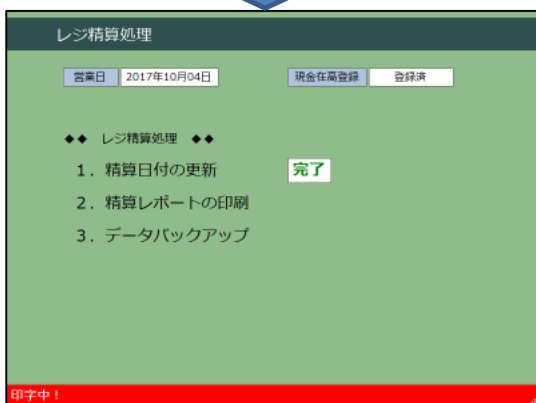 レジ精算処理
営業日 2017年10月04日 現金在高登録 登録済
◆◆ レジ精算処理 ◆◆
1．精算日付の更新 完了
2．精算レポートの印刷
3．データバックアップ
印字中！